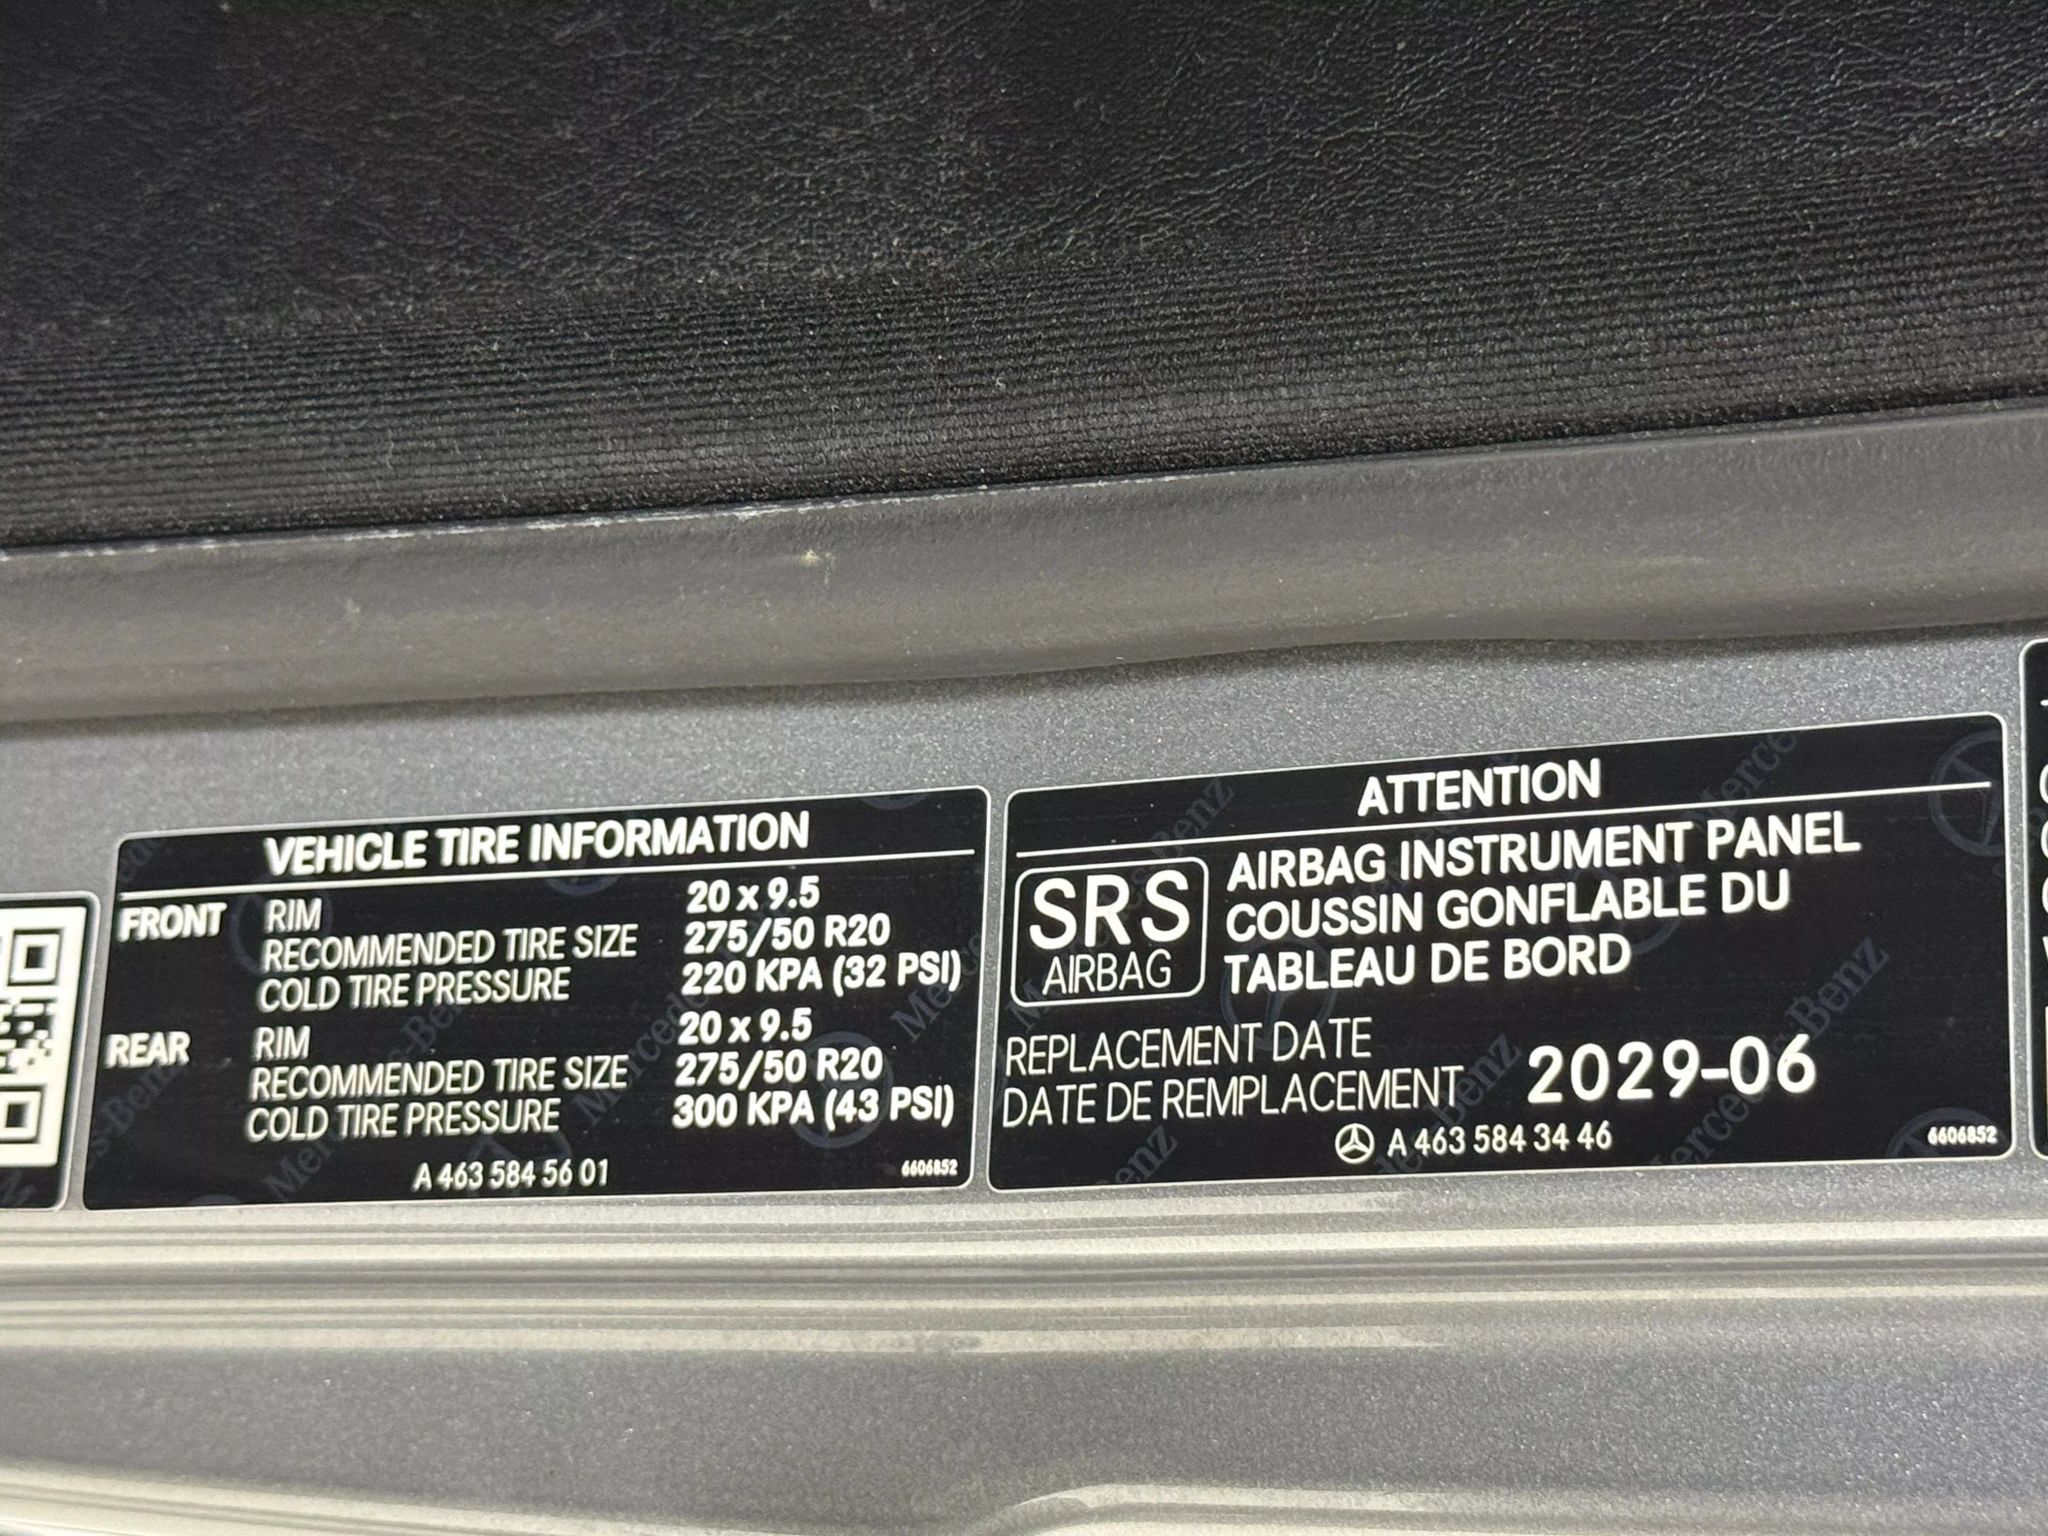 VEHICLE TIRE INFORMATION
FRONT RIM 20 x 9.5
RECOMMENDED TIRE SIZE 275/50 R20
COLD TIRE PRESSURE 220 KPA (32 PSI)
REAR RIM 20 x 9.5
RECOMMENDED TIRE SIZE 275/50 R20
COLD TIRE PRESSURE 300 KPA (43 PSI)
A 463 584 56 01 6606852
ATTENTION
SRS
AIRBAG
AIRBAG INSTRUMENT PANEL
COUSSIN GONFLABLE DU
TABLEAU DE BORD
REPLACEMENT DATE
DATE DE REMPLACEMENT 2029-06
A 463 584 34 46 6606852